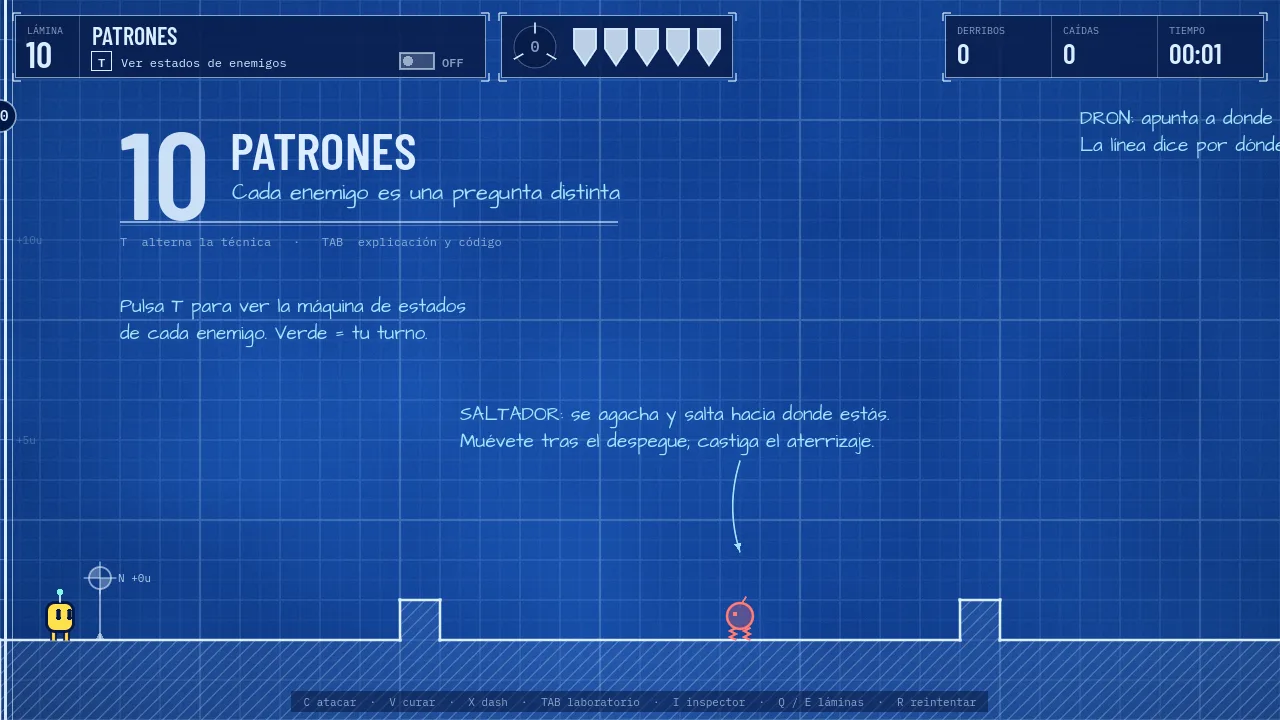 LÁMINA
10
PATRONES
T Ver estados de enemigos
OFF
0
DERRIBOS
0
CAÍDAS
0
TIEMPO
00:01
0
10
PATRONES
Cada enemigo es una pregunta distinta
T alterna la técnica · TAB explicación y código
DRON: apunta a donde
La línea dice por dónde
+10u
Pulsa T para ver la máquina de estados
de cada enemigo. Verde = tu turno.
SALTADOR: se agacha y salta hacia donde estás.
Muévete tras el despegue; castiga el aterrizaje.
+5u
N +0u
C atacar · V curar · X dash · TAB laboratorio · I inspector · Q / E láminas · R reintentar